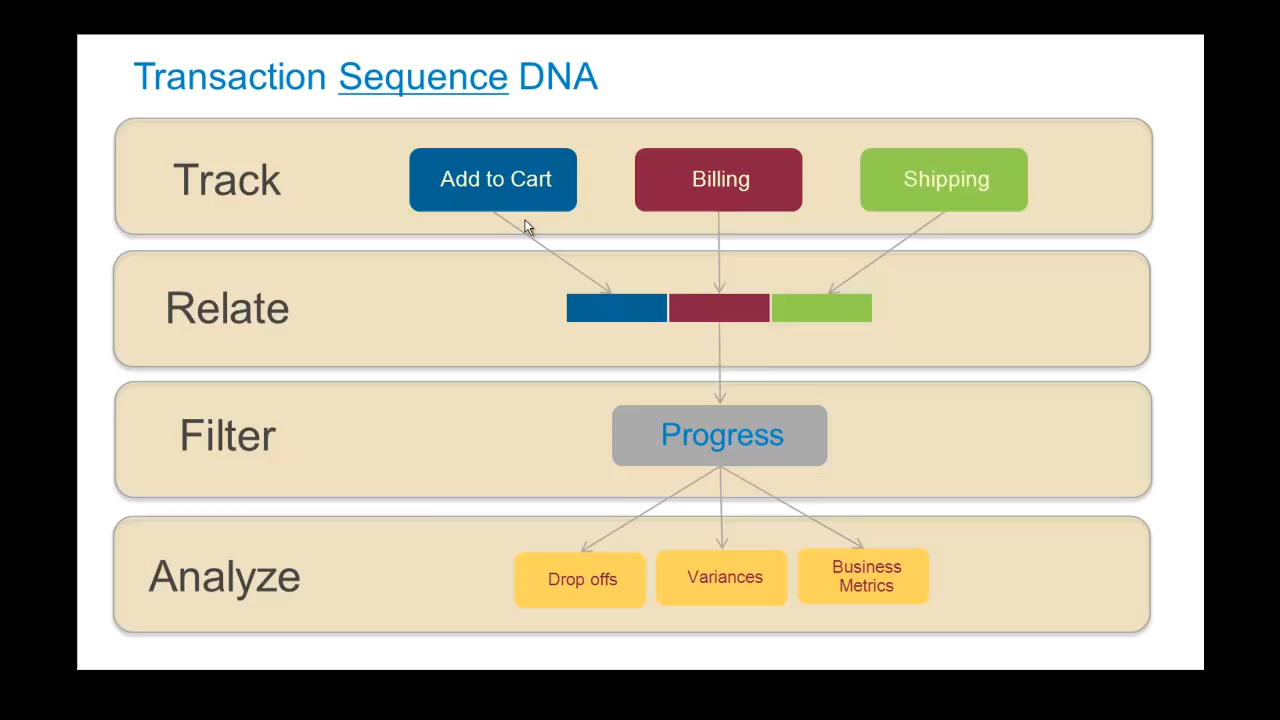 Transaction Sequence DNA
Track
Add to Cart
Billing
Shipping
Relate
Filter
Progress
Analyze
Drop offs
Variances
Business
Metrics